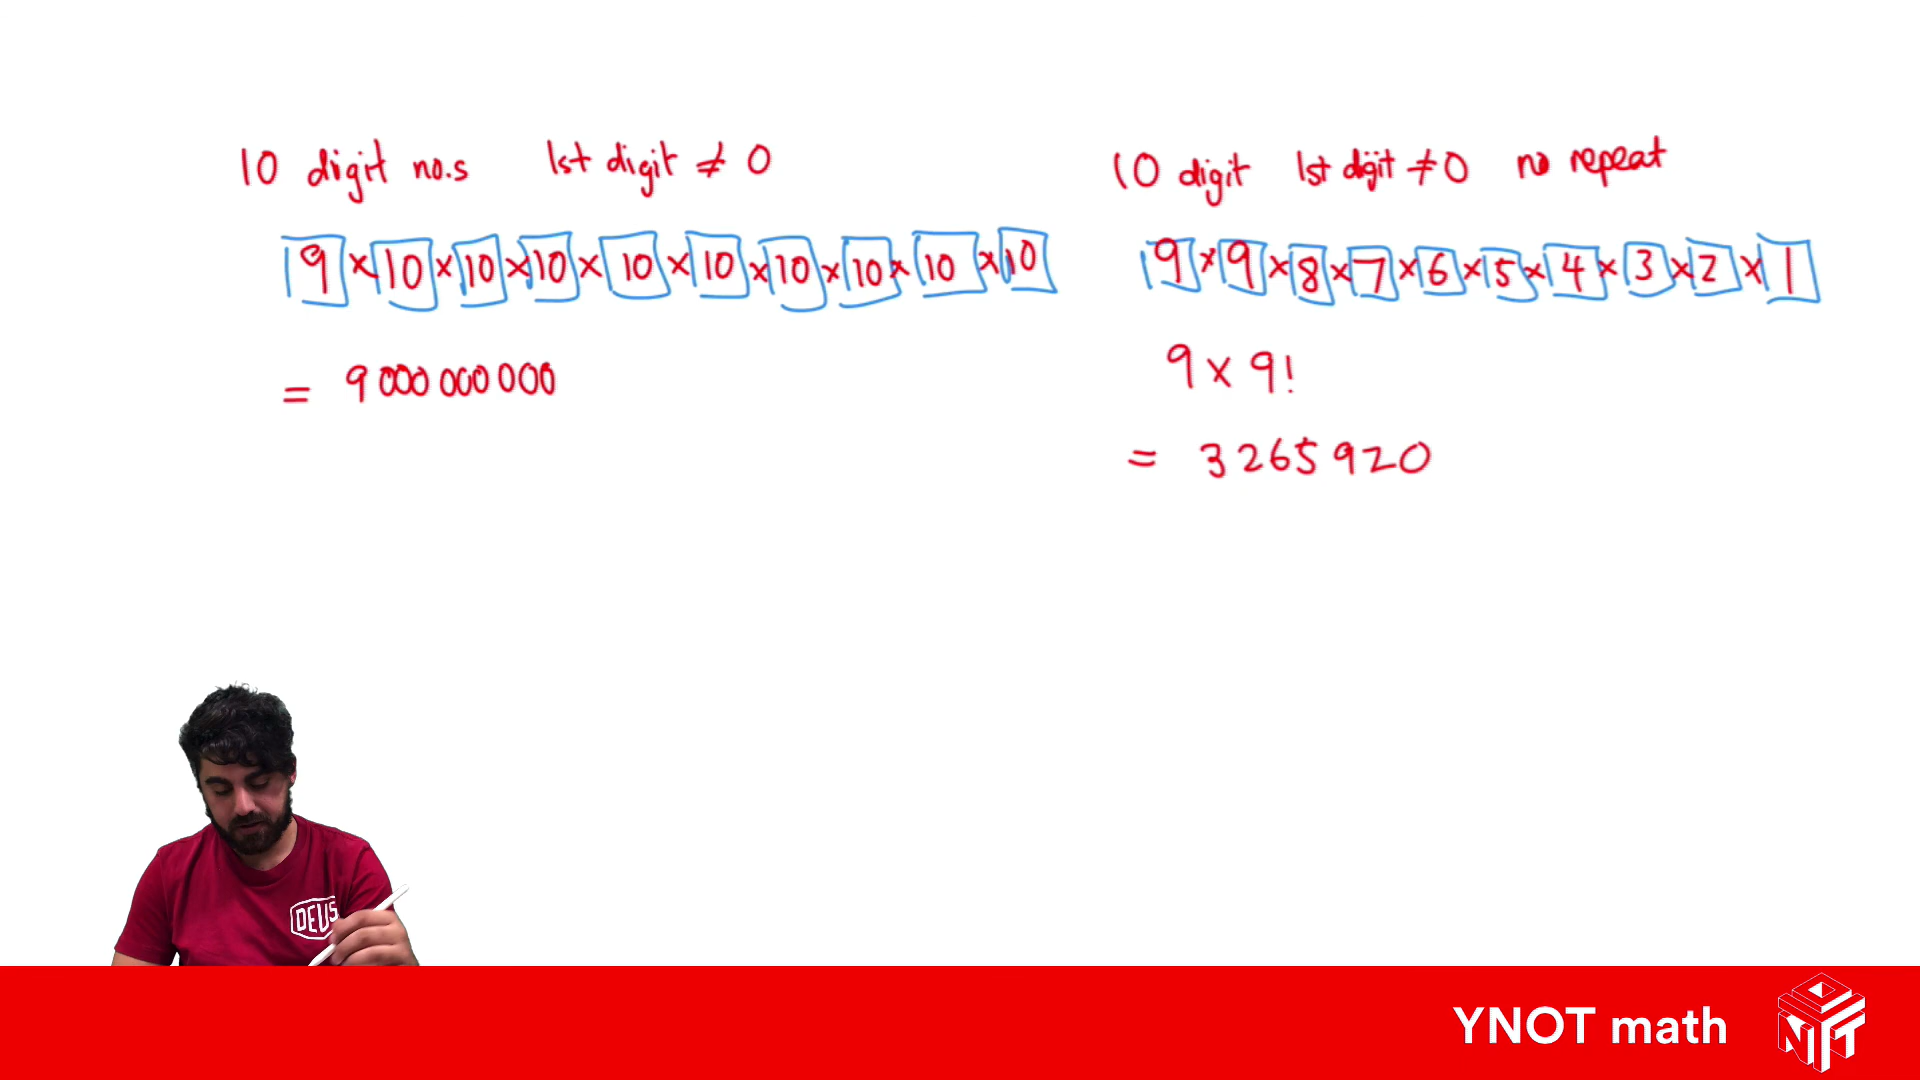 10 digit no.s 1st digit ≠ 0
9 × 10 × 10 × 10 × 10 × 10 × 10 × 10 × 10 × 10
= 9 000 000 000
10 digit 1st digit ≠ 0 no repeat
9 × 9 × 8 × 7 × 6 × 5 × 4 × 3 × 2 × 1
9 × 9!
= 3 265 920
DEUS
YNOT math
YNOT